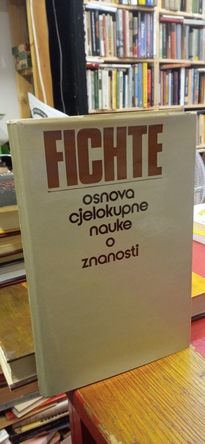 FICHTE
osnova
cjelokupne
nauke
o
znanosti